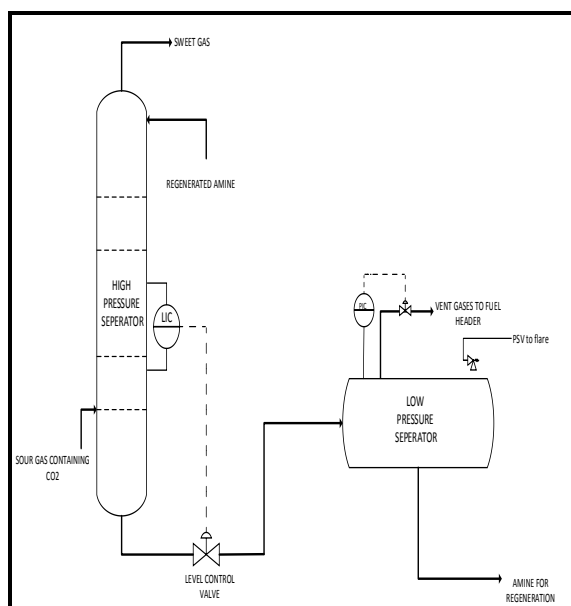 SWEET GAS
REGENERATED AMINE
HIGH
PRESSURE
SEPERATOR
LIC
PIC
VENT GASES TO FUEL
HEADER
PSV to flare
LOW
PRESSURE
SEPERATOR
SOUR GAS CONTAINING
CO2
LEVEL CONTROL
VALVE
AMINE FOR
REGENERATION